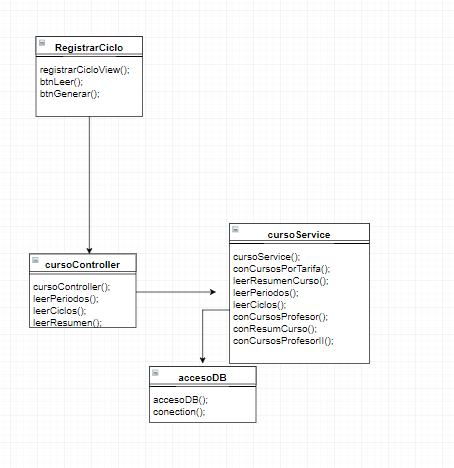 RegistrarCiclo
registrarCicloView();
btnLeer();
btnGenerar();
cursoController
cursoController();
leerPeriodos();
leerCiclos();
leerResumen();
cursoService
cursoService();
conCursosPorTarifa();
leerResumenCurso();
leerPeriodos();
leerCiclos();
conCursosProfesor();
conResumCurso();
conCursosProfesorII();
accesoDB
accesoDB();
conection();